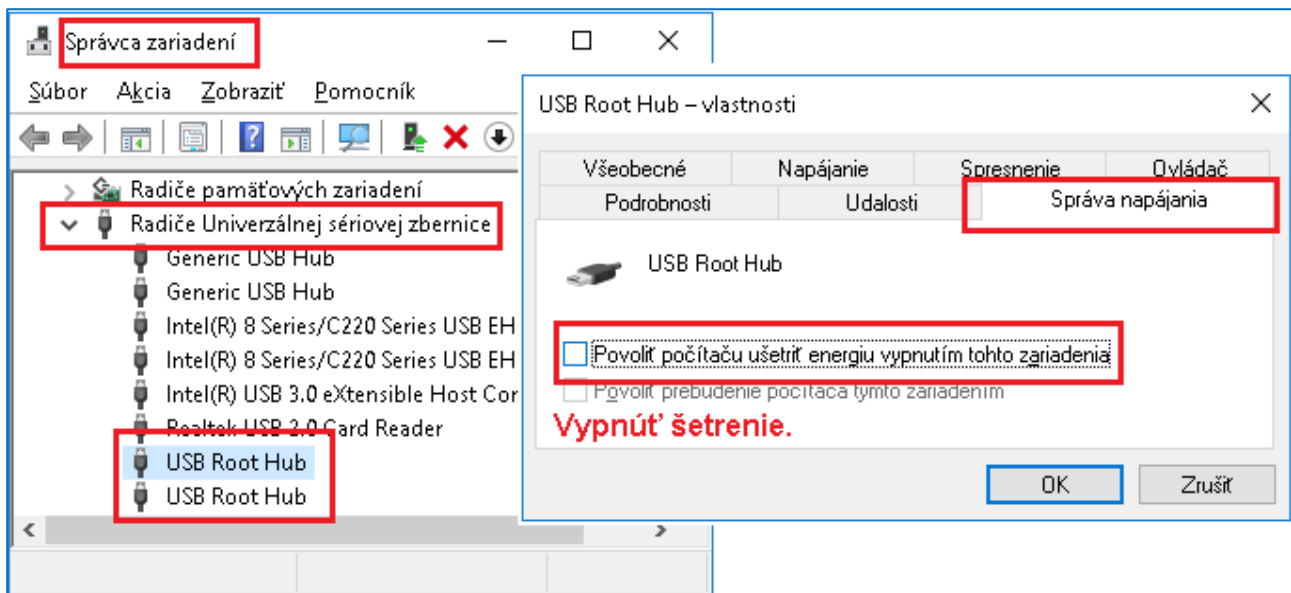 Správca zariadení
Súbor Akcia Zobraziť Pomocník
Radiče pamäťových zariadení
Radiče Univerzálnej sériovej zbernice
Generic USB Hub
Generic USB Hub
Intel(R) 8 Series/C220 Series USB EH
Intel(R) 8 Series/C220 Series USB EH
Intel(R) USB 3.0 eXtensible Host Cor
Realtek USB 2.0 Card Reader
USB Root Hub
USB Root Hub
USB Root Hub – vlastnosti
Všeobecné Napájanie Spresnenie Ovládač
Podrobnosti Udalosti Správa napájania
USB Root Hub
Povoliť počítaču ušetriť energiu vypnutím tohto zariadenia
Povoliť prebudenie počítača týmto zariadením
Vypnúť šetrenie.
OK Zrušiť